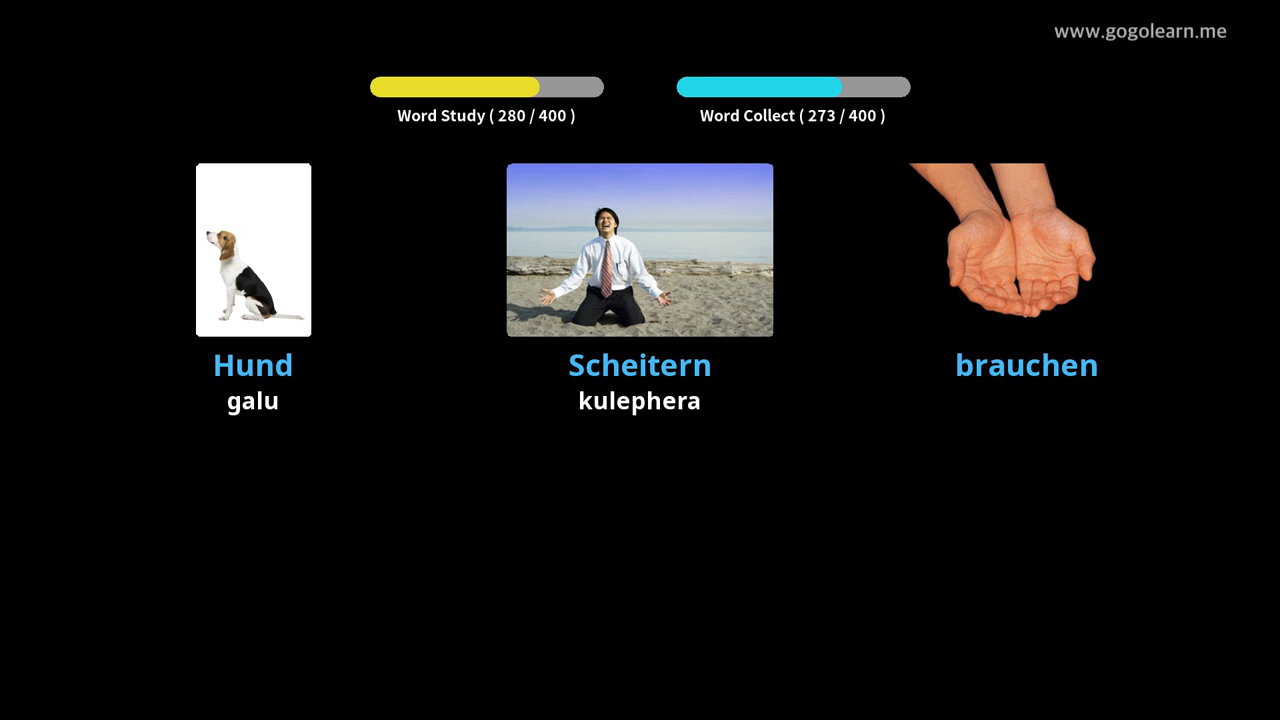 www.gogolearn.me
Word Study ( 280 / 400 )
Word Collect ( 273 / 400 )
Hund
galu
Scheitern
kulephera
brauchen